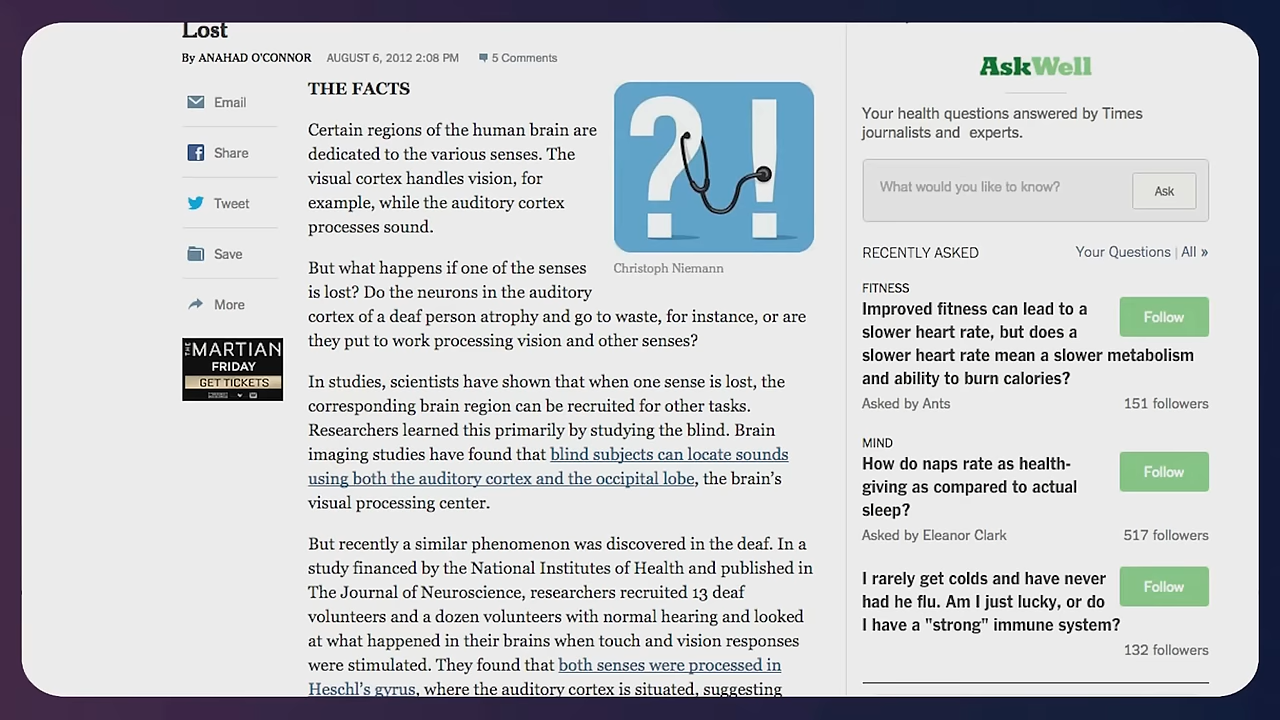 Lost
By ANAHAD O'CONNOR AUGUST 6, 2012 2:08 PM 5 Comments
Email
Share
Tweet
Save
More
THE MARTIAN
FRIDAY
GET TICKETS
THE FACTS
Certain regions of the human brain are
dedicated to the various senses. The
visual cortex handles vision, for
example, while the auditory cortex
processes sound.
?!
Christoph Niemann
But what happens if one of the senses
is lost? Do the neurons in the auditory
cortex of a deaf person atrophy and go to waste, for instance, or are
they put to work processing vision and other senses?
In studies, scientists have shown that when one sense is lost, the
corresponding brain region can be recruited for other tasks.
Researchers learned this primarily by studying the blind. Brain
imaging studies have found that blind subjects can locate sounds
using both the auditory cortex and the occipital lobe, the brain's
visual processing center.
But recently a similar phenomenon was discovered in the deaf. In a
study financed by the National Institutes of Health and published in
The Journal of Neuroscience, researchers recruited 13 deaf
volunteers and a dozen volunteers with normal hearing and looked
at what happened in their brains when touch and vision responses
were stimulated. They found that both senses were processed in
Heschl's gyrus, where the auditory cortex is situated, suggesting
AskWell
Your health questions answered by Times
journalists and experts.
What would you like to know?
Ask
RECENTLY ASKED Your Questions | All »
FITNESS
Improved fitness can lead to a
slower heart rate, but does a
slower heart rate mean a slower metabolism
and ability to burn calories?
Follow
Asked by Ants 151 followers
MIND
How do naps rate as health-
giving as compared to actual
sleep?
Follow
Asked by Eleanor Clark 517 followers
I rarely get colds and have never
had he flu. Am I just lucky, or do
I have a "strong" immune system?
Follow
132 followers